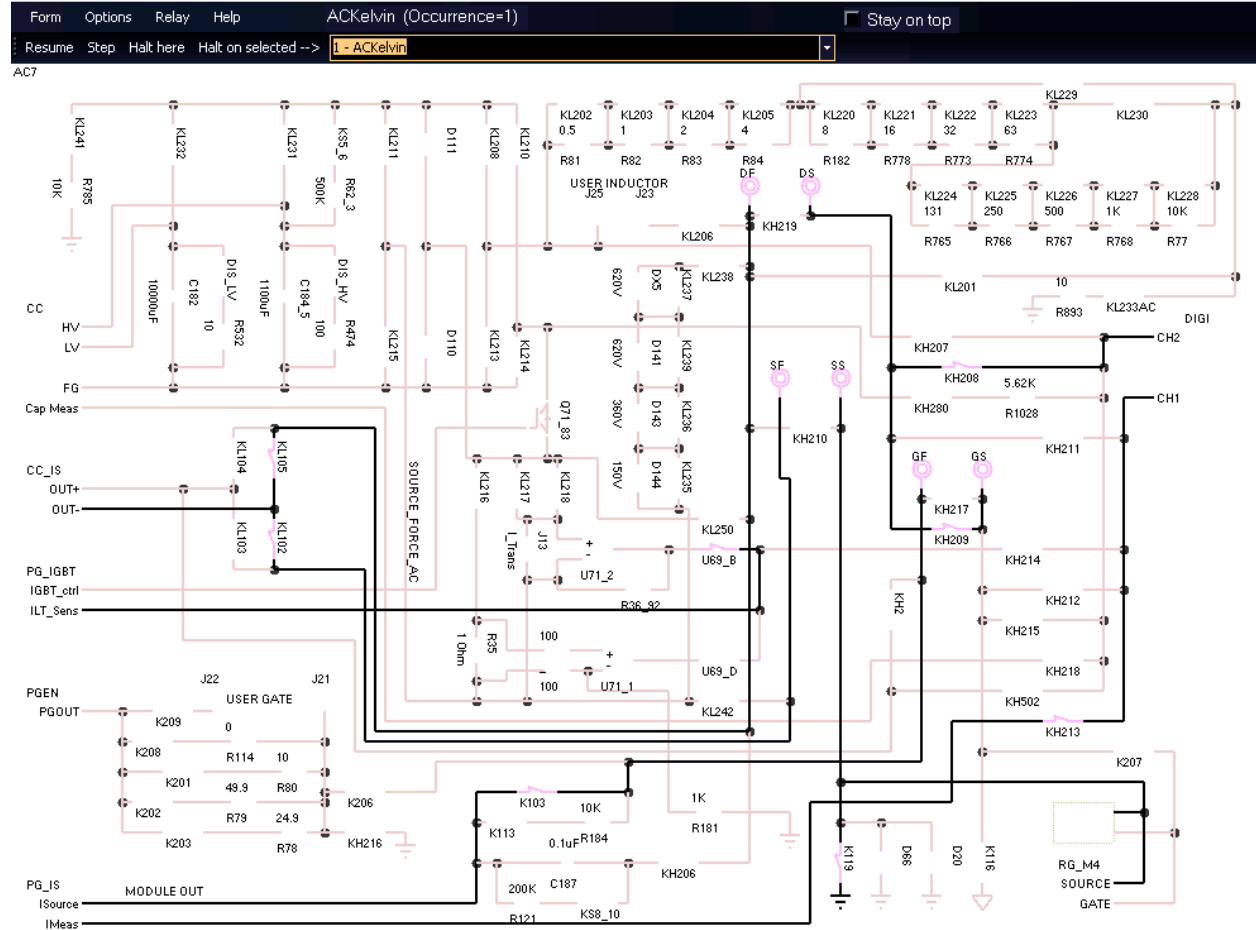 Form Options Relay Help ACKelvin (Occurrence=1) Stay on top
Resume Step Halt here Halt on selected --> 1 - ACKelvin
AC7
KL229
KL241 KL232 KL231 KS5_6 KL211 D111 KL208 KL210 KL202 KL203 KL204 KL205 KL220 KL221 KL222 KL223 KL230
0.5 1 2 4 8 16 32 63
R81 R82 R83 R84 R182 R778 R773 R774
10K R785 500K R62_3 USER INDUCTOR DF DS
J25 J23
KL224 KL225 KL226 KL227 KL228
131 250 500 1K 10K
KH219
KL206
R765 R766 R767 R768 R77
10000uF C182 DIS_LV 1100uF C184_5 DIS_HV 620V DX5 KL237 KL238
KL201 10
R893 KL233AC
CC
DIGI
HV 10 R532 100 R474 KL215 D110 KL213 KL214
LV
620V D141 KL239
KH207 CH2
SF SS
KH208
FG
5.62K
Cap Meas
Q71_83
360V D143 KL236
KH280 R1028 CH1
KH210
KH211
KL104 KL105
GF GS
CC_IS
SOURCE_FORCE_AC
KL216 KL217 KL218
150V D144 KL235
OUT+
OUT-
KH217
KL103 KL102
I_Trans J13
KL250
KH209
+
-
U69_B
KH214
PG_IGBT
U71_2
IGBT_ctrl
KH2
ILT_Sens
R36_92
KH212
1 Ohm R35
100
KH215
+
-
U69_D
KH218
100 U71_1
J22 J21
PGEN
USER GATE
KH502
PGOUT
KL242
K209
0
KH213
K208
R114 10
K207
K201
49.9 R80
K206
K103
1K
K202
R79 24.9
10K
K113
R181
K203
R78
KH216
0.1uF R184
K119 D66 D20 K116
RG_M4
KH206
PG_IS
MODULE OUT
200K C187
SOURCE
ISource
GATE
R121 KS8_10
IMeas